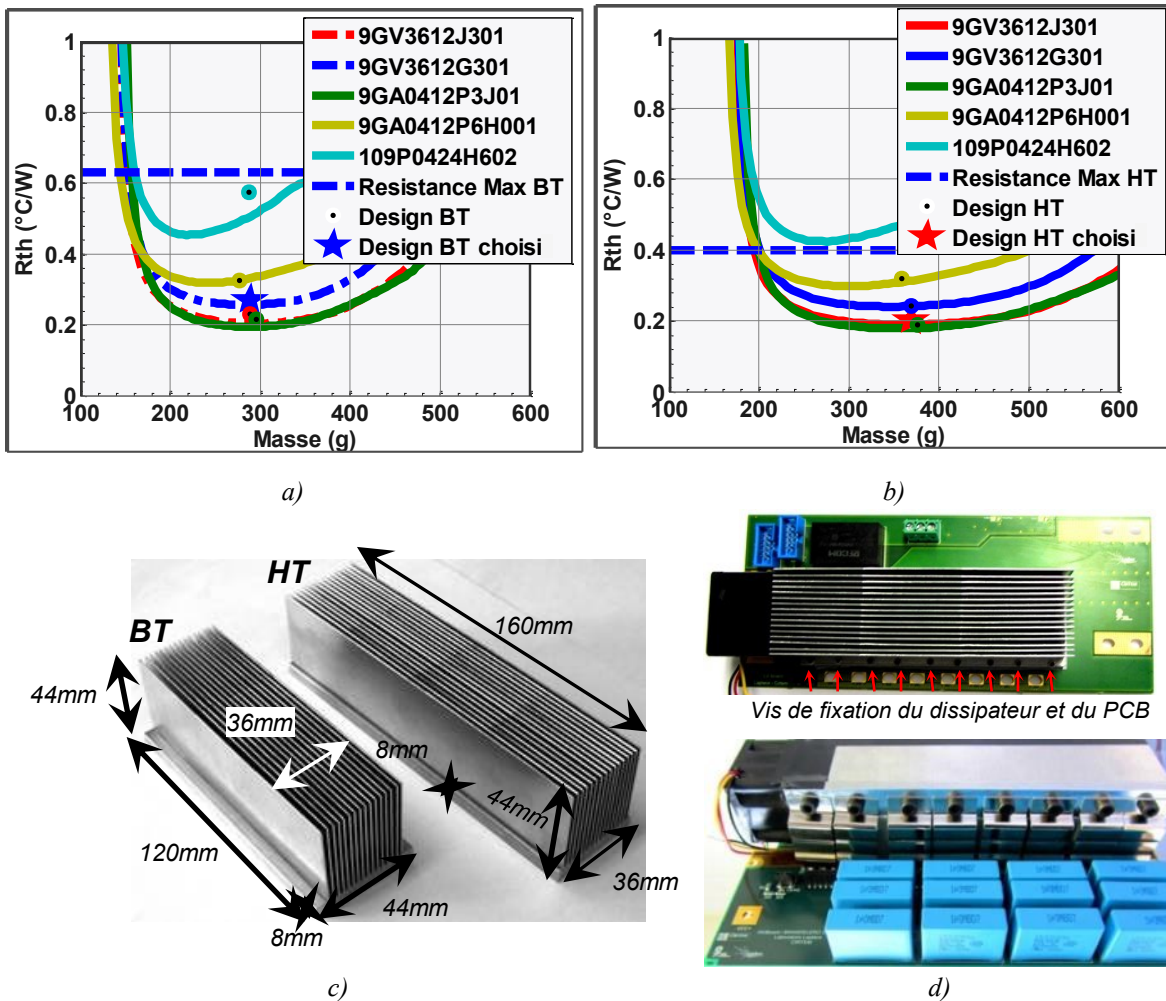 1
0.8
0.6
0.4
0.2
0
Rth (°C/W)
100
200
300
400
500
600
Masse (g)
9GV3612J301
9GV3612G301
9GA0412P3J01
9GA0412P6H001
109P0424H602
Resistance Max BT
Design BT
Design BT choisi
a)
1
0.8
0.6
0.4
0.2
0
Rth (°C/W)
100
200
300
400
500
600
Masse (g)
9GV3612J301
9GV3612G301
9GA0412P3J01
9GA0412P6H001
109P0424H602
Resistance Max HT
Design HT
Design HT choisi
b)
HT
BT
160mm
44mm
36mm
8mm
44mm
120mm
36mm
44mm
8mm
c)
Vis de fixation du dissipateur et du PCB
d)